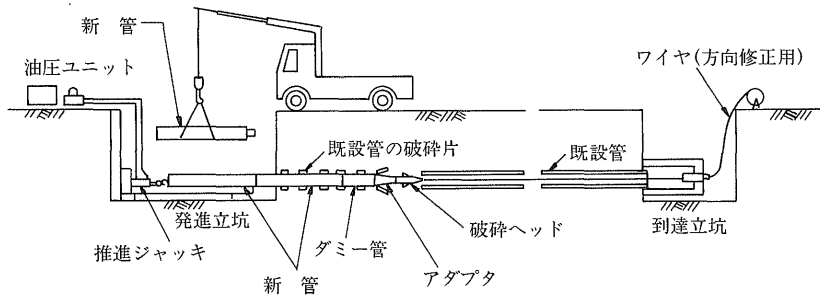 新 管
油圧ユニット
ワイヤ(方向修正用)
既設管の破砕片
既設管
発進立坑
破砕ヘッド
到達立坑
推進ジャッキ
ダミー管
アダプタ
新 管